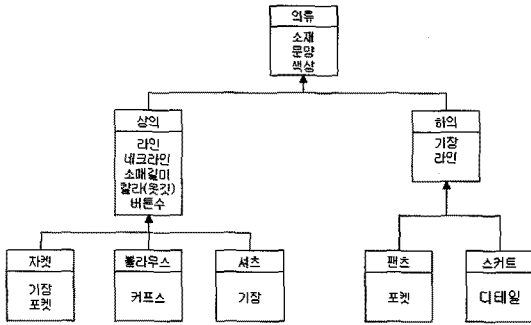 의류
소재
문양
색상
상의
라인
네크라인
소매길이
칼라(옷깃)
버튼수
하의
기장
라인
자켓
기장
포켓
블라우스
커프스
셔츠
기장
팬츠
포켓
스커트
디테일